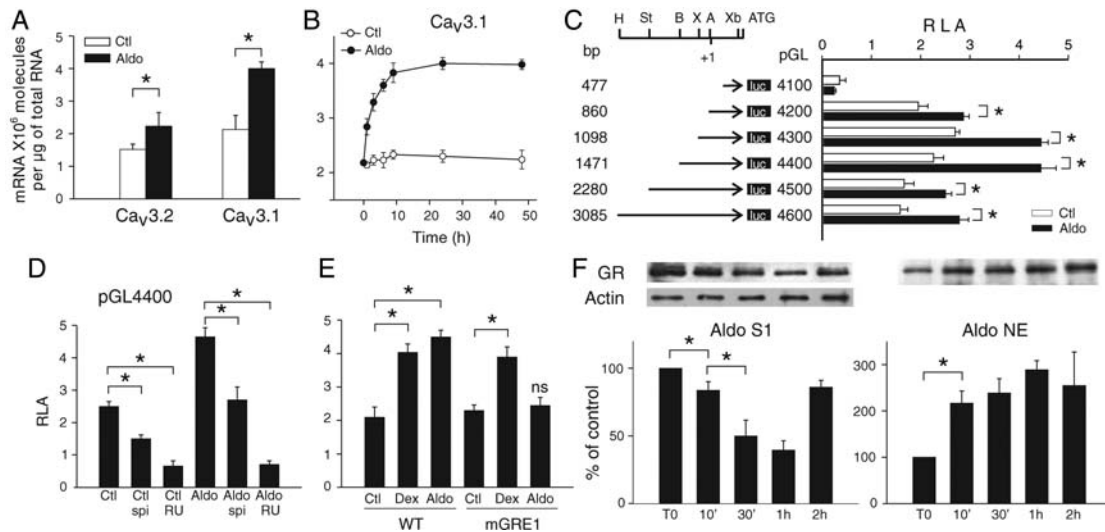 A
mRNA X10⁶ molecules
per µg of total RNA
Ctl
Aldo
*
*
0
1
2
3
4
5
Caᵥ3.2
Caᵥ3.1
B
Caᵥ3.1
Ctl
Aldo
4
3
2
0
10
20
30
40
50
Time (h)
C
H St B X A Xb ATG
+1
bp
pGL
R L A
0 1 2 3 4 5
477 luc 4100
860 luc 4200 *
1098 luc 4300 *
1471 luc 4400 *
2280 luc 4500 *
3085 luc 4600 *
Ctl
Aldo
D
pGL4400
RLA
5
4
3
2
1
0
*
*
*
*
Ctl
Ctl spi
Ctl RU
Aldo
Aldo spi
Aldo RU
E
5
4
3
2
1
0
*
*
*
ns
Ctl Dex Aldo Ctl Dex Aldo
WT mGRE1
F
GR
Actin
Aldo S1
Aldo NE
% of control
100
50
0
*
*
T0 10' 30' 1h 2h
300
200
100
0
*
T0 10' 30' 1h 2h